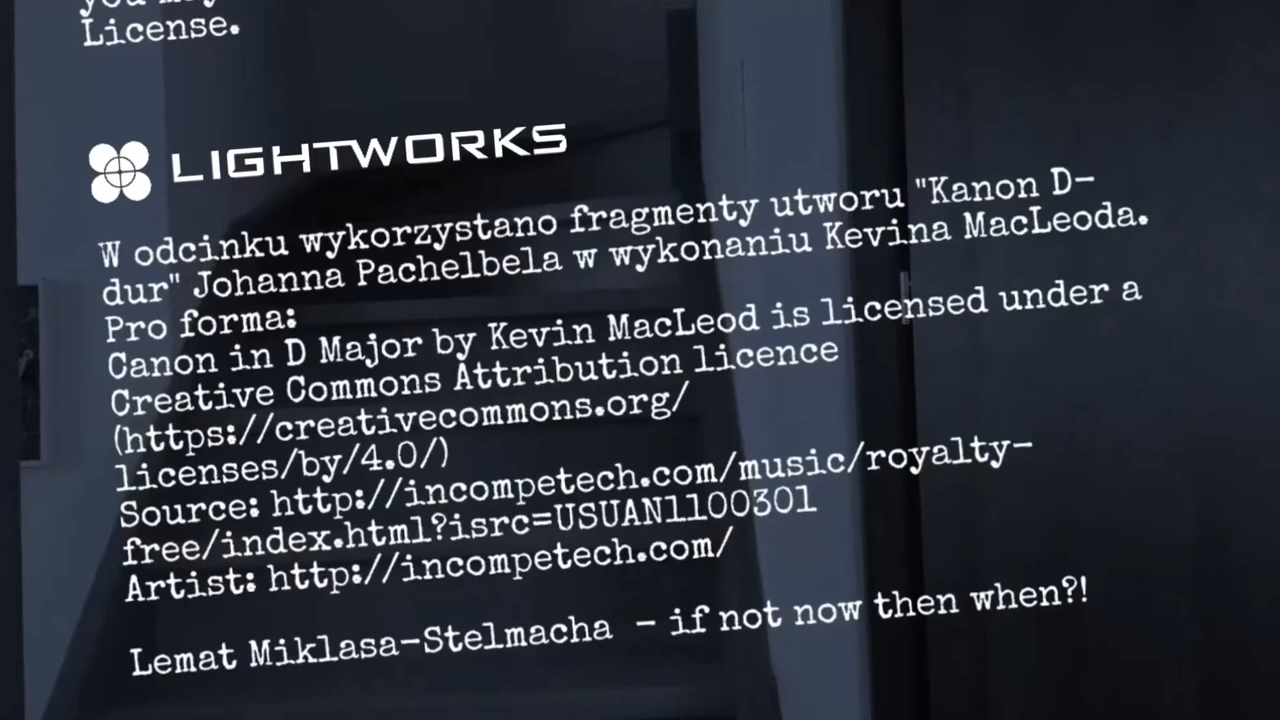 you may
License.
LIGHTWORKS
W odcinku wykorzystano fragmenty utworu "Kanon D-
dur" Johanna Pachelbela w wykonaniu Kevina MacLeoda.
Pro forma:
Canon in D Major by Kevin MacLeod is licensed under a
Creative Commons Attribution licence
(https://creativecommons.org/
licenses/by/4.0/)
Source: http://incompetech.com/music/royalty-
free/index.html?isrc=USUAN1100301
Artist: http://incompetech.com/
Lemat Miklasa-Stelmacha - if not now then when?!